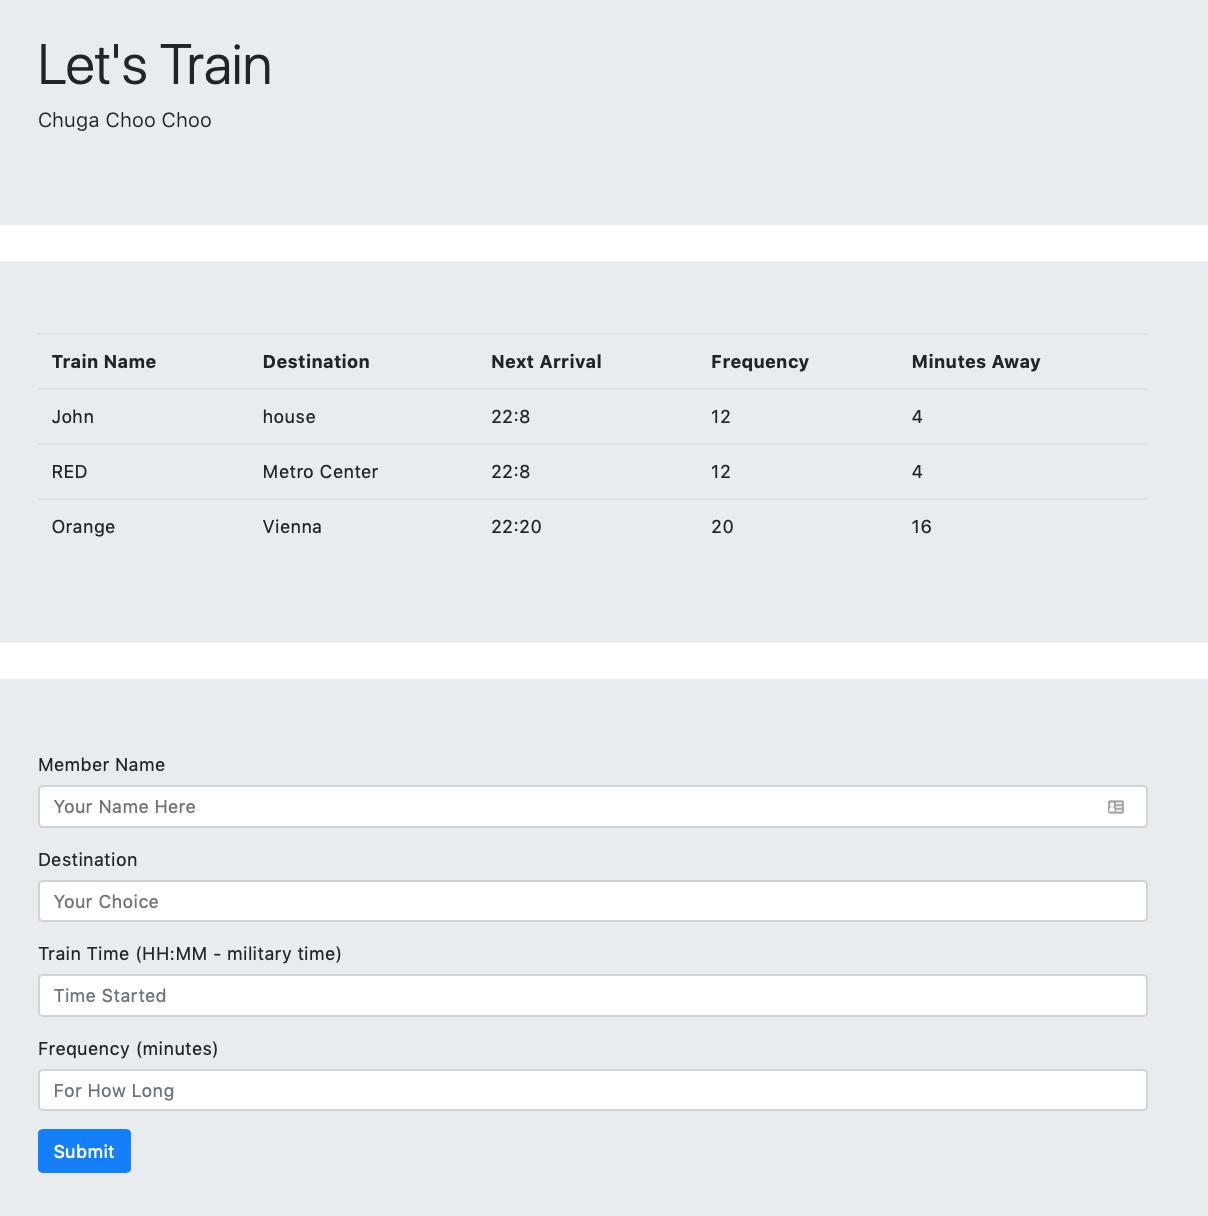 Let's Train
Chuga Choo Choo
Train Name Destination Next Arrival Frequency Minutes Away
John house 22:8 12 4
RED Metro Center 22:8 12 4
Orange Vienna 22:20 20 16
Member Name
Your Name Here
Destination
Your Choice
Train Time (HH:MM - military time)
Time Started
Frequency (minutes)
For How Long
Submit